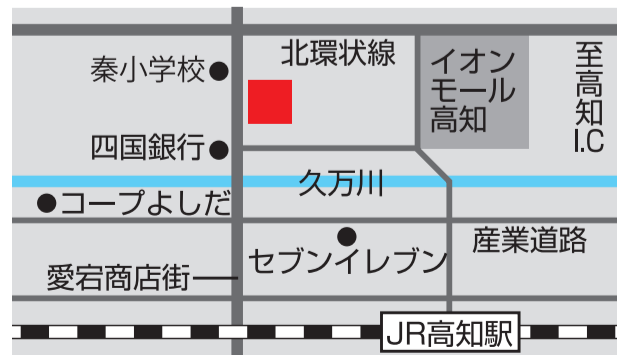 北環状線
秦小学校
イオン
モール
高知
至高知I.C
四国銀行
久万川
コープよしだ
産業道路
セブンイレブン
愛宕商店街
JR高知駅